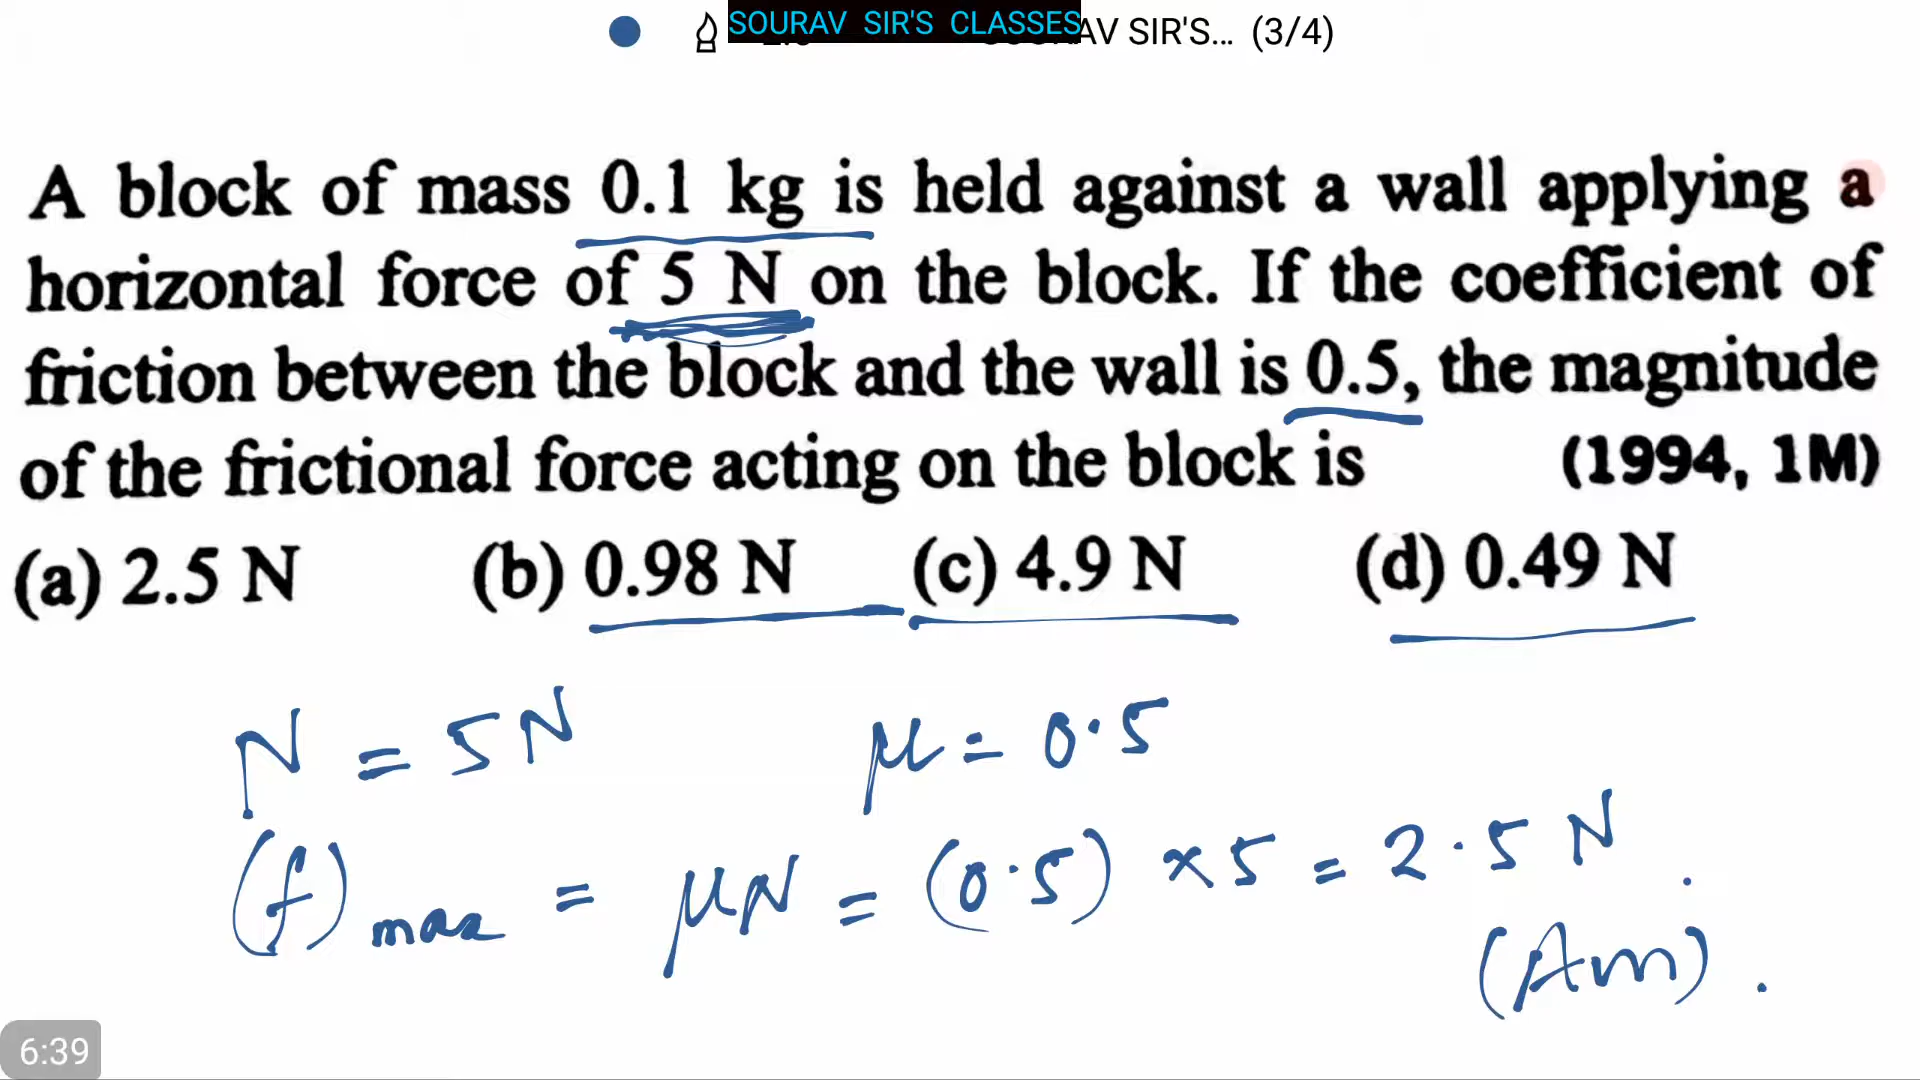 SOURAV SIR'S CLASSES AV SIR'S... (3/4)
A block of mass 0.1 kg is held against a wall applying a
horizontal force of 5 N on the block. If the coefficient of
friction between the block and the wall is 0.5, the magnitude
of the frictional force acting on the block is (1994, 1M)
(a) 2.5 N (b) 0.98 N (c) 4.9 N (d) 0.49 N
N = 5 N μ = 0.5
(f) max = μN = (0.5) × 5 = 2.5 N.
(Ans).
6:39